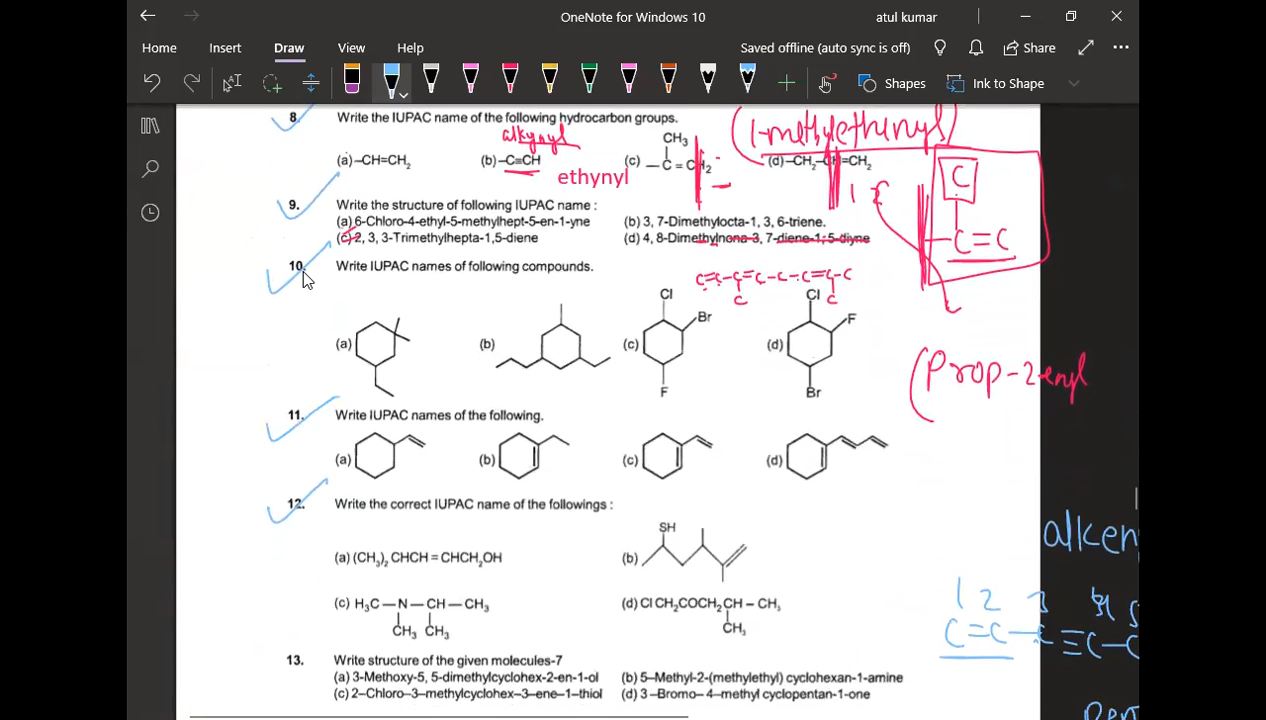 OneNote for Windows 10
atul kumar
Home Insert Draw View Help
Saved offline (auto sync is off)
Share
Shapes
Ink to Shape
8. Write the IUPAC name of the following hydrocarbon groups.
(1-methylethenyl)
alkynyl
CH₃
(a) –CH=CH₂ (b) –C≡CH (c) –C=CH₂ (d) –CH₂–CH=CH₂
ethynyl
C
C=C
9. Write the structure of following IUPAC name :
(a) 6-Chloro-4-ethyl-5-methylhept-5-en-1-yne (b) 3, 7-Dimethylocta-1, 3, 6-triene.
(c) 2, 3, 3-Trimethylhepta-1,5-diene (d) 4, 8-Dimethylnona-3, 7-diene-1, 5-diyne
10. Write IUPAC names of following compounds.
C=C-C=C-C-C=C-C
C C
Cl Cl
Br F
(a) (b) (c) (d)
F Br
(Prop-2-enyl
11. Write IUPAC names of the following.
(a) (b) (c) (d)
12. Write the correct IUPAC name of the followings :
SH
(a) (CH₃)₂ CHCH = CHCH₂OH (b)
alken
1 2 3
C=C-C≡C-C
(c) H₃C — N — CH — CH₃ (d) Cl CH₂COCH₂CH – CH₃
CH₃ CH₃ CH₃
13. Write structure of the given molecules-7
(a) 3-Methoxy-5, 5-dimethylcyclohex-2-en-1-ol (b) 5–Methyl-2-(methylethyl) cyclohexan-1-amine
(c) 2–Chloro–3–methylcyclohex–3–ene–1–thiol (d) 3 –Bromo– 4–methyl cyclopentan-1-one